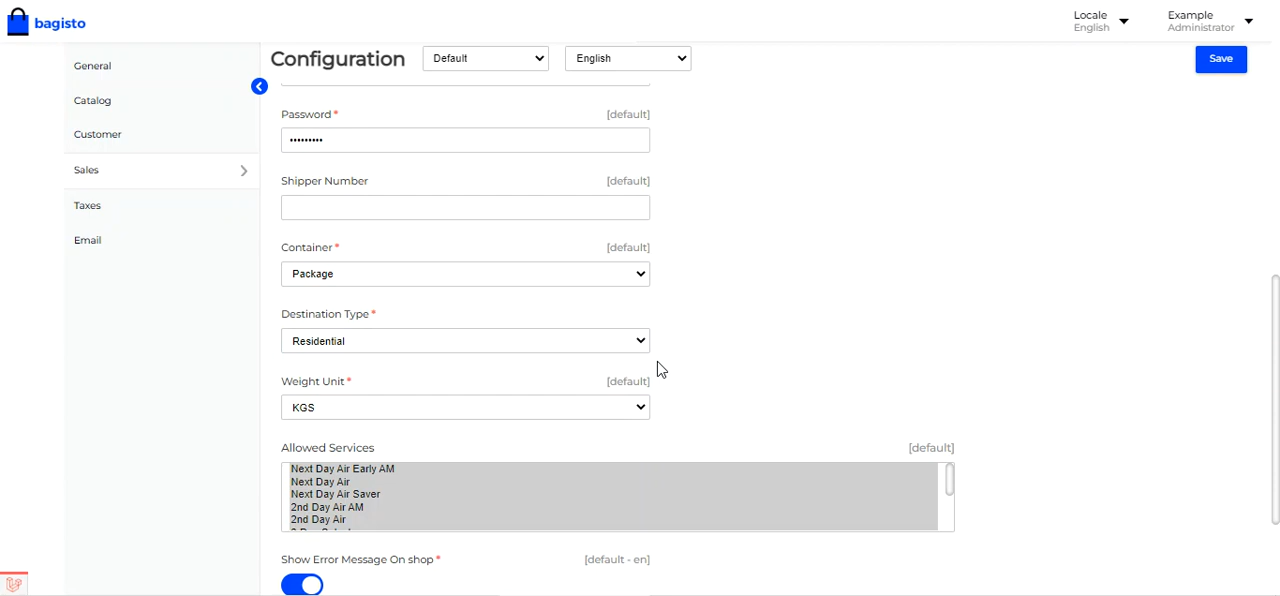 bagisto
Locale
English
Example
Administrator
General
Catalog
Customer
Sales
Taxes
Email
Configuration
Default
English
Save
Password *
[default]
•••••••••
Shipper Number
[default]
Container *
[default]
Package
Destination Type *
Residential
Weight Unit *
[default]
KGS
Allowed Services
[default]
Next Day Air Early AM
Next Day Air
Next Day Air Saver
2nd Day Air AM
2nd Day Air
Show Error Message On shop *
[default - en]